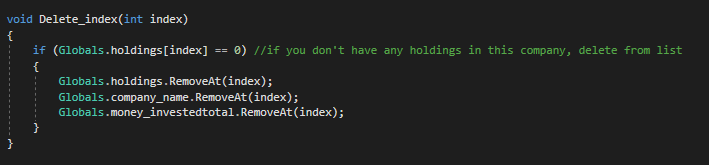 void Delete_index(int index)
{
if (Globals.holdings[index] == 0) //if you don't have any holdings in this company, delete from list
{
Globals.holdings.RemoveAt(index);
Globals.company_name.RemoveAt(index);
Globals.money_investedtotal.RemoveAt(index);
}
}